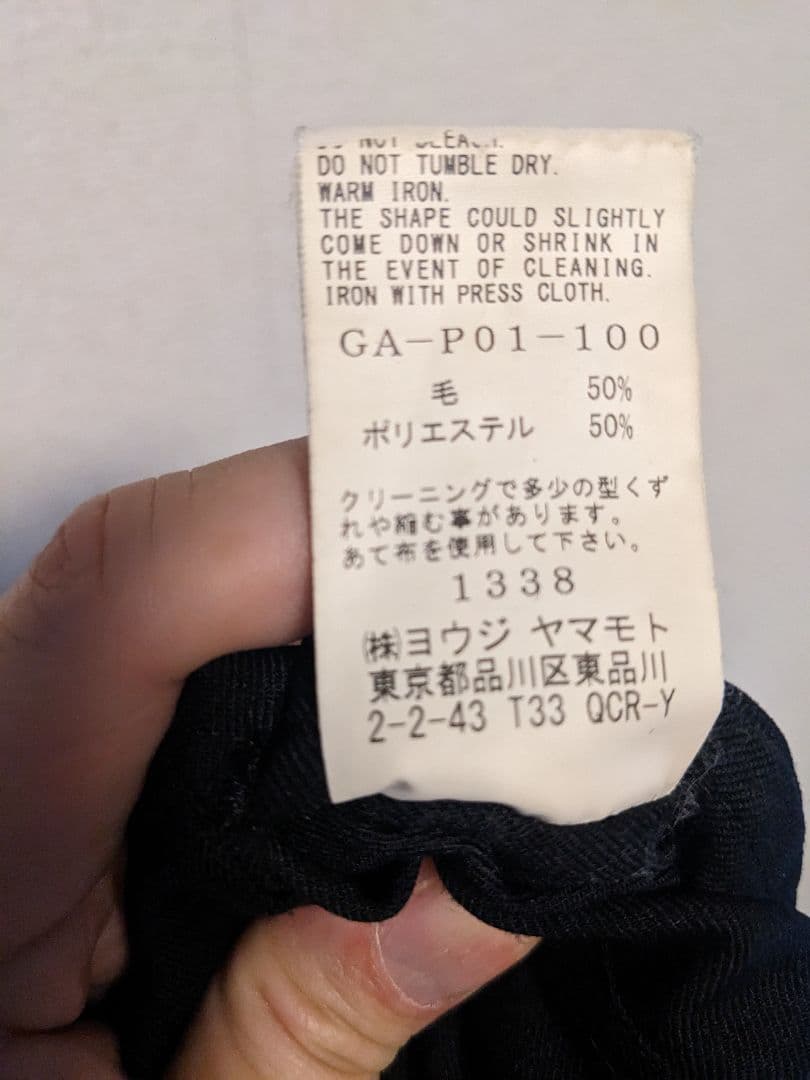 DO NOT BLEACH.
DO NOT TUMBLE DRY.
WARM IRON.
THE SHAPE COULD SLIGHTLY
COME DOWN OR SHRINK IN
THE EVENT OF CLEANING.
IRON WITH PRESS CLOTH.
GA-P01-100
毛 50%
ポリエステル 50%
クリーニングで多少の型くず
れや縮む事があります。
あて布を使用して下さい。
1338
㈱ヨウジ ヤマモト
東京都品川区東品川
2-2-43 T33 QCR-Y